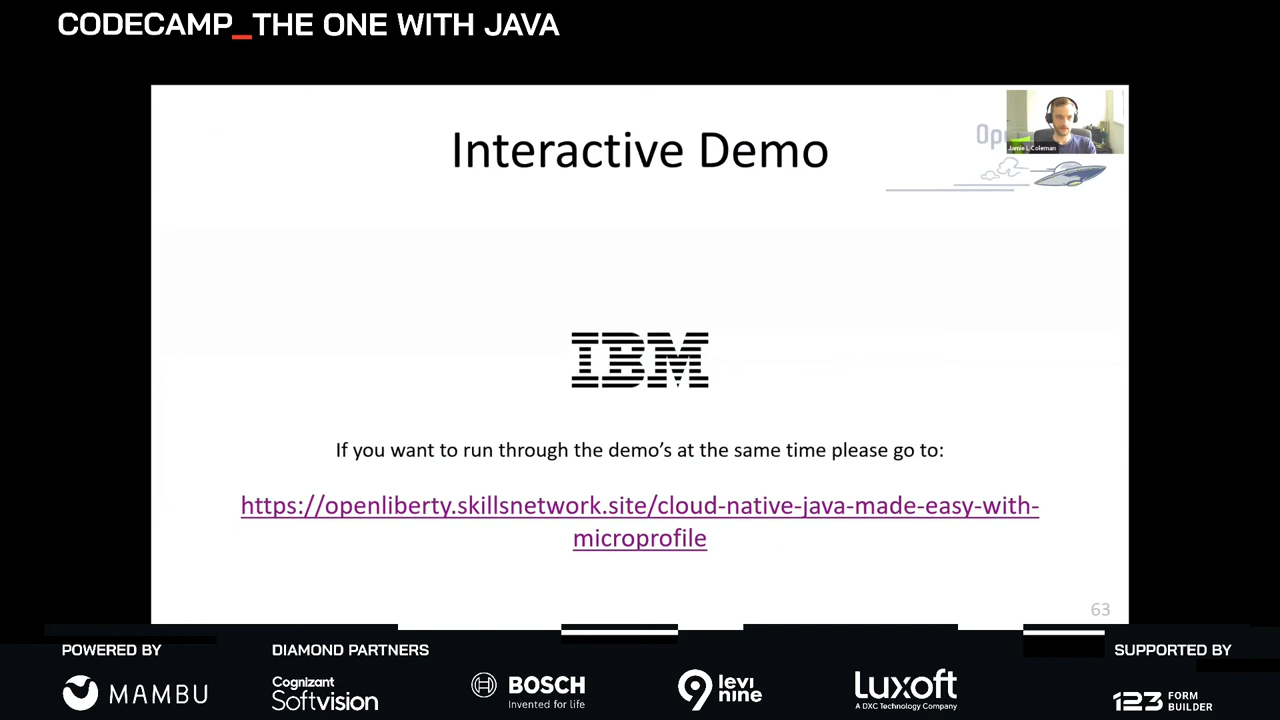 CODECAMP_THE ONE WITH JAVA
Interactive Demo
Jamie L Coleman
IBM
If you want to run through the demo's at the same time please go to:
https://openliberty.skillsnetwork.site/cloud-native-java-made-easy-with-
microprofile
63
POWERED BY
MAMBU
DIAMOND PARTNERS
Cognizant
Softvision
BOSCH
Invented for life
levi
nine
Luxoft
A DXC Technology Company
SUPPORTED BY
123 FORM
BUILDER